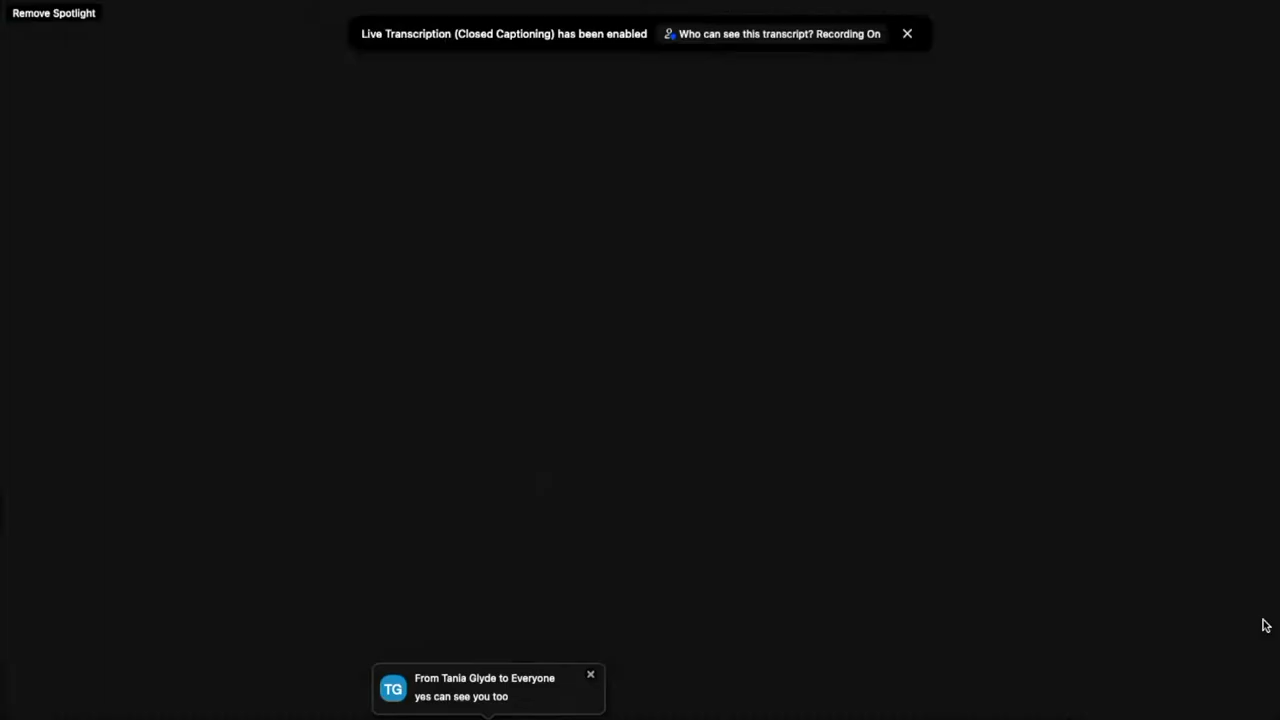 Remove Spotlight
Live Transcription (Closed Captioning) has been enabled Who can see this transcript? Recording On
From Tania Glyde to Everyone
TG
yes can see you too